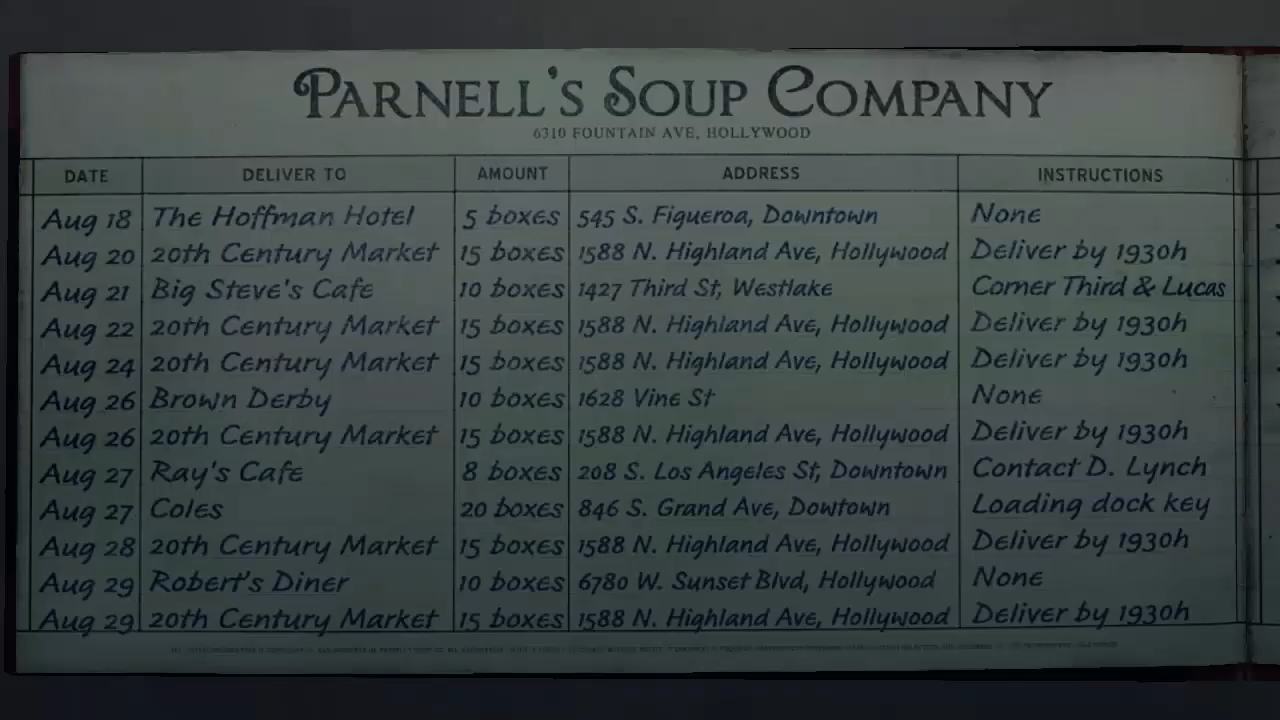 PARNELL'S SOUP COMPANY
6310 FOUNTAIN AVE, HOLLYWOOD
DATE DELIVER TO AMOUNT ADDRESS INSTRUCTIONS
Aug 18 The Hoffman Hotel 5 boxes 545 S. Figueroa, Downtown None
Aug 20 20th Century Market 15 boxes 1588 N. Highland Ave, Hollywood Deliver by 1930h
Aug 21 Big Steve's Cafe 10 boxes 1427 Third St, Westlake Corner Third & Lucas
Aug 22 20th Century Market 15 boxes 1588 N. Highland Ave, Hollywood Deliver by 1930h
Aug 24 20th Century Market 15 boxes 1588 N. Highland Ave, Hollywood Deliver by 1930h
Aug 26 Brown Derby 10 boxes 1628 Vine St None
Aug 26 20th Century Market 15 boxes 1588 N. Highland Ave, Hollywood Deliver by 1930h
Aug 27 Ray's Cafe 8 boxes 208 S. Los Angeles St, Downtown Contact D. Lynch
Aug 27 Coles 20 boxes 846 S. Grand Ave, Dowtown Loading dock key
Aug 28 20th Century Market 15 boxes 1588 N. Highland Ave, Hollywood Deliver by 1930h
Aug 29 Robert's Diner 10 boxes 6780 W. Sunset Blvd, Hollywood None
Aug 29 20th Century Market 15 boxes 1588 N. Highland Ave, Hollywood Deliver by 1930h